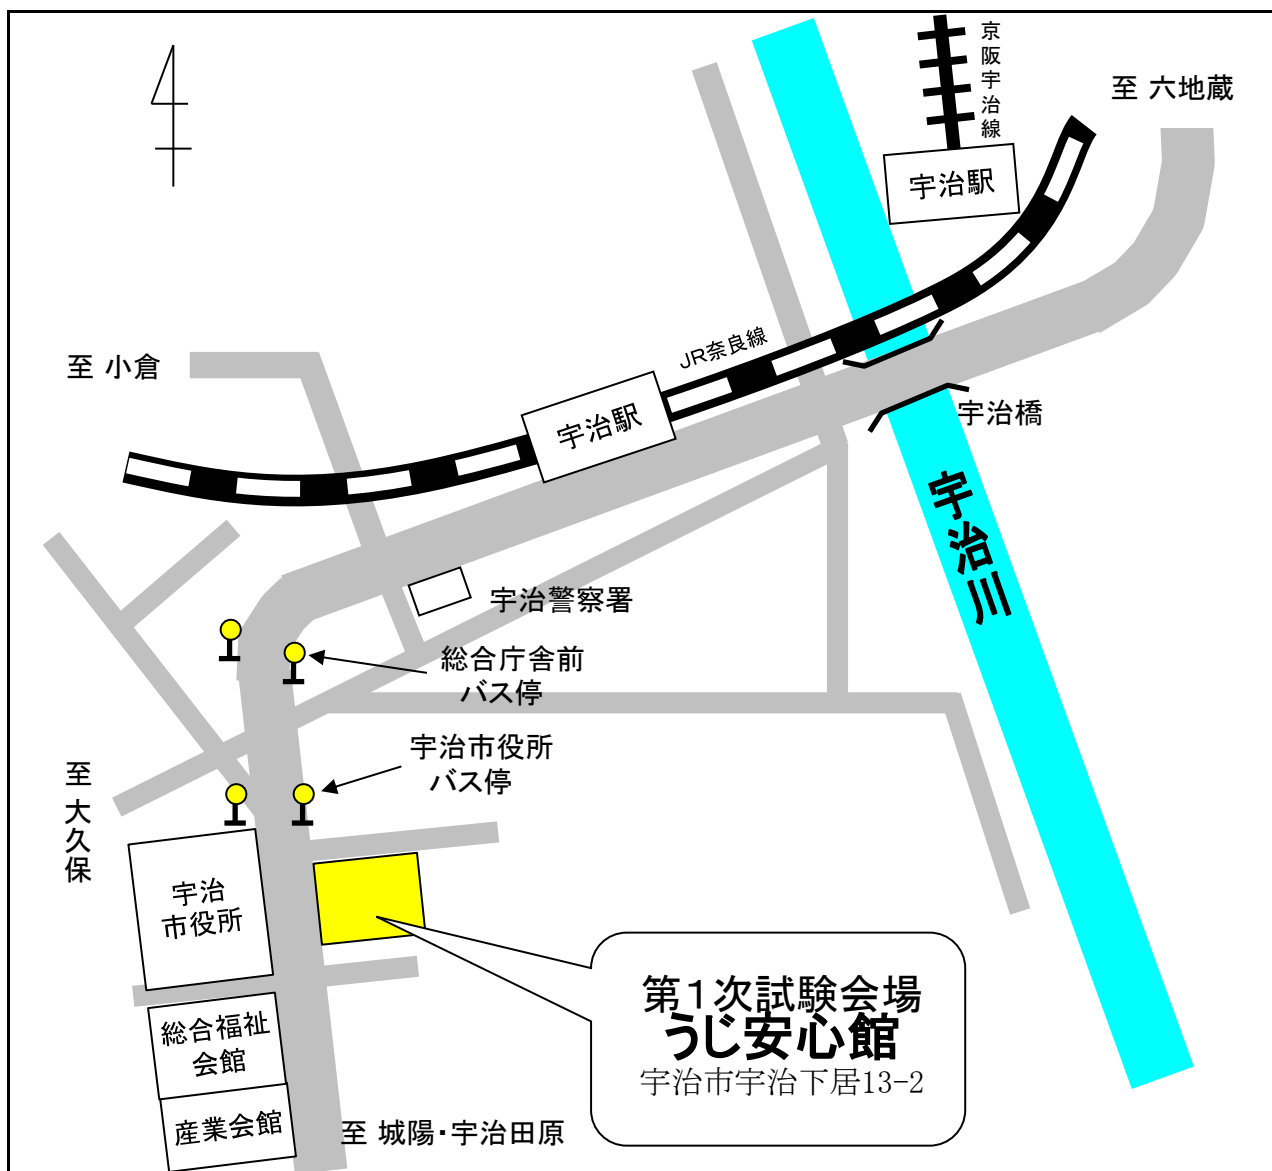 京阪宇治線
至 六地蔵
宇治駅
JR奈良線
至 小倉
宇治駅
宇治橋
宇治川
宇治警察署
総合庁舎前
バス停
宇治市役所
バス停
至 大久保
宇治
市役所
第1次試験会場
うじ安心館
宇治市宇治下居13-2
総合福祉
会館
産業会館
至 城陽・宇治田原